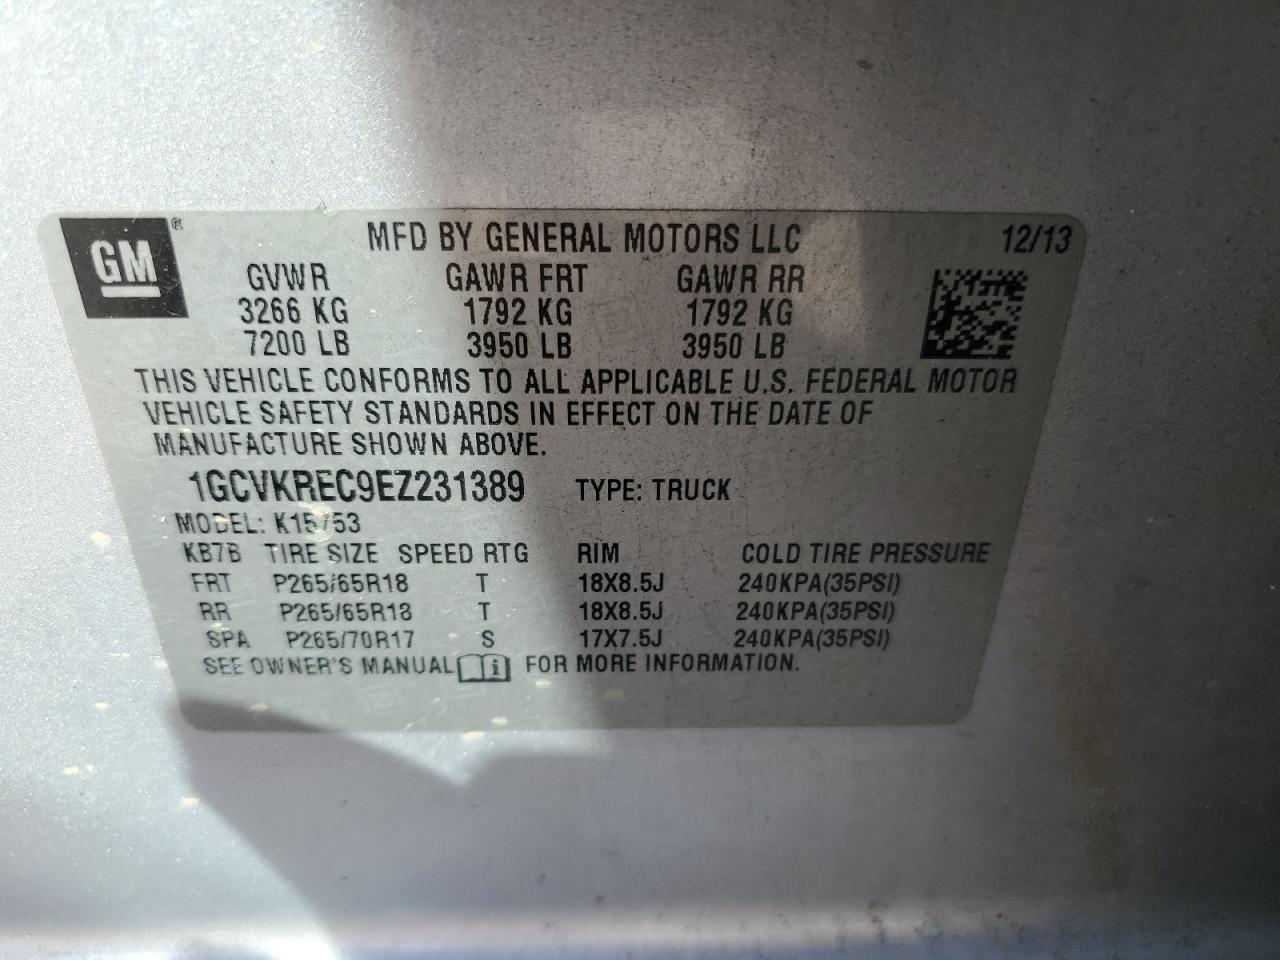 GM
MFD BY GENERAL MOTORS LLC 12/13
GVWR GAWR FRT GAWR RR
3266 KG 1792 KG 1792 KG
7200 LB 3950 LB 3950 LB
THIS VEHICLE CONFORMS TO ALL APPLICABLE U.S. FEDERAL MOTOR
VEHICLE SAFETY STANDARDS IN EFFECT ON THE DATE OF
MANUFACTURE SHOWN ABOVE.
1GCVKREC9EZ231389 TYPE: TRUCK
MODEL: K15753
KB7B TIRE SIZE SPEED RTG RIM COLD TIRE PRESSURE
FRT P265/65R18 T 18X8.5J 240KPA(35PSI)
RR P265/65R18 T 18X8.5J 240KPA(35PSI)
SPA P265/70R17 S 17X7.5J 240KPA(35PSI)
SEE OWNER'S MANUAL i FOR MORE INFORMATION.